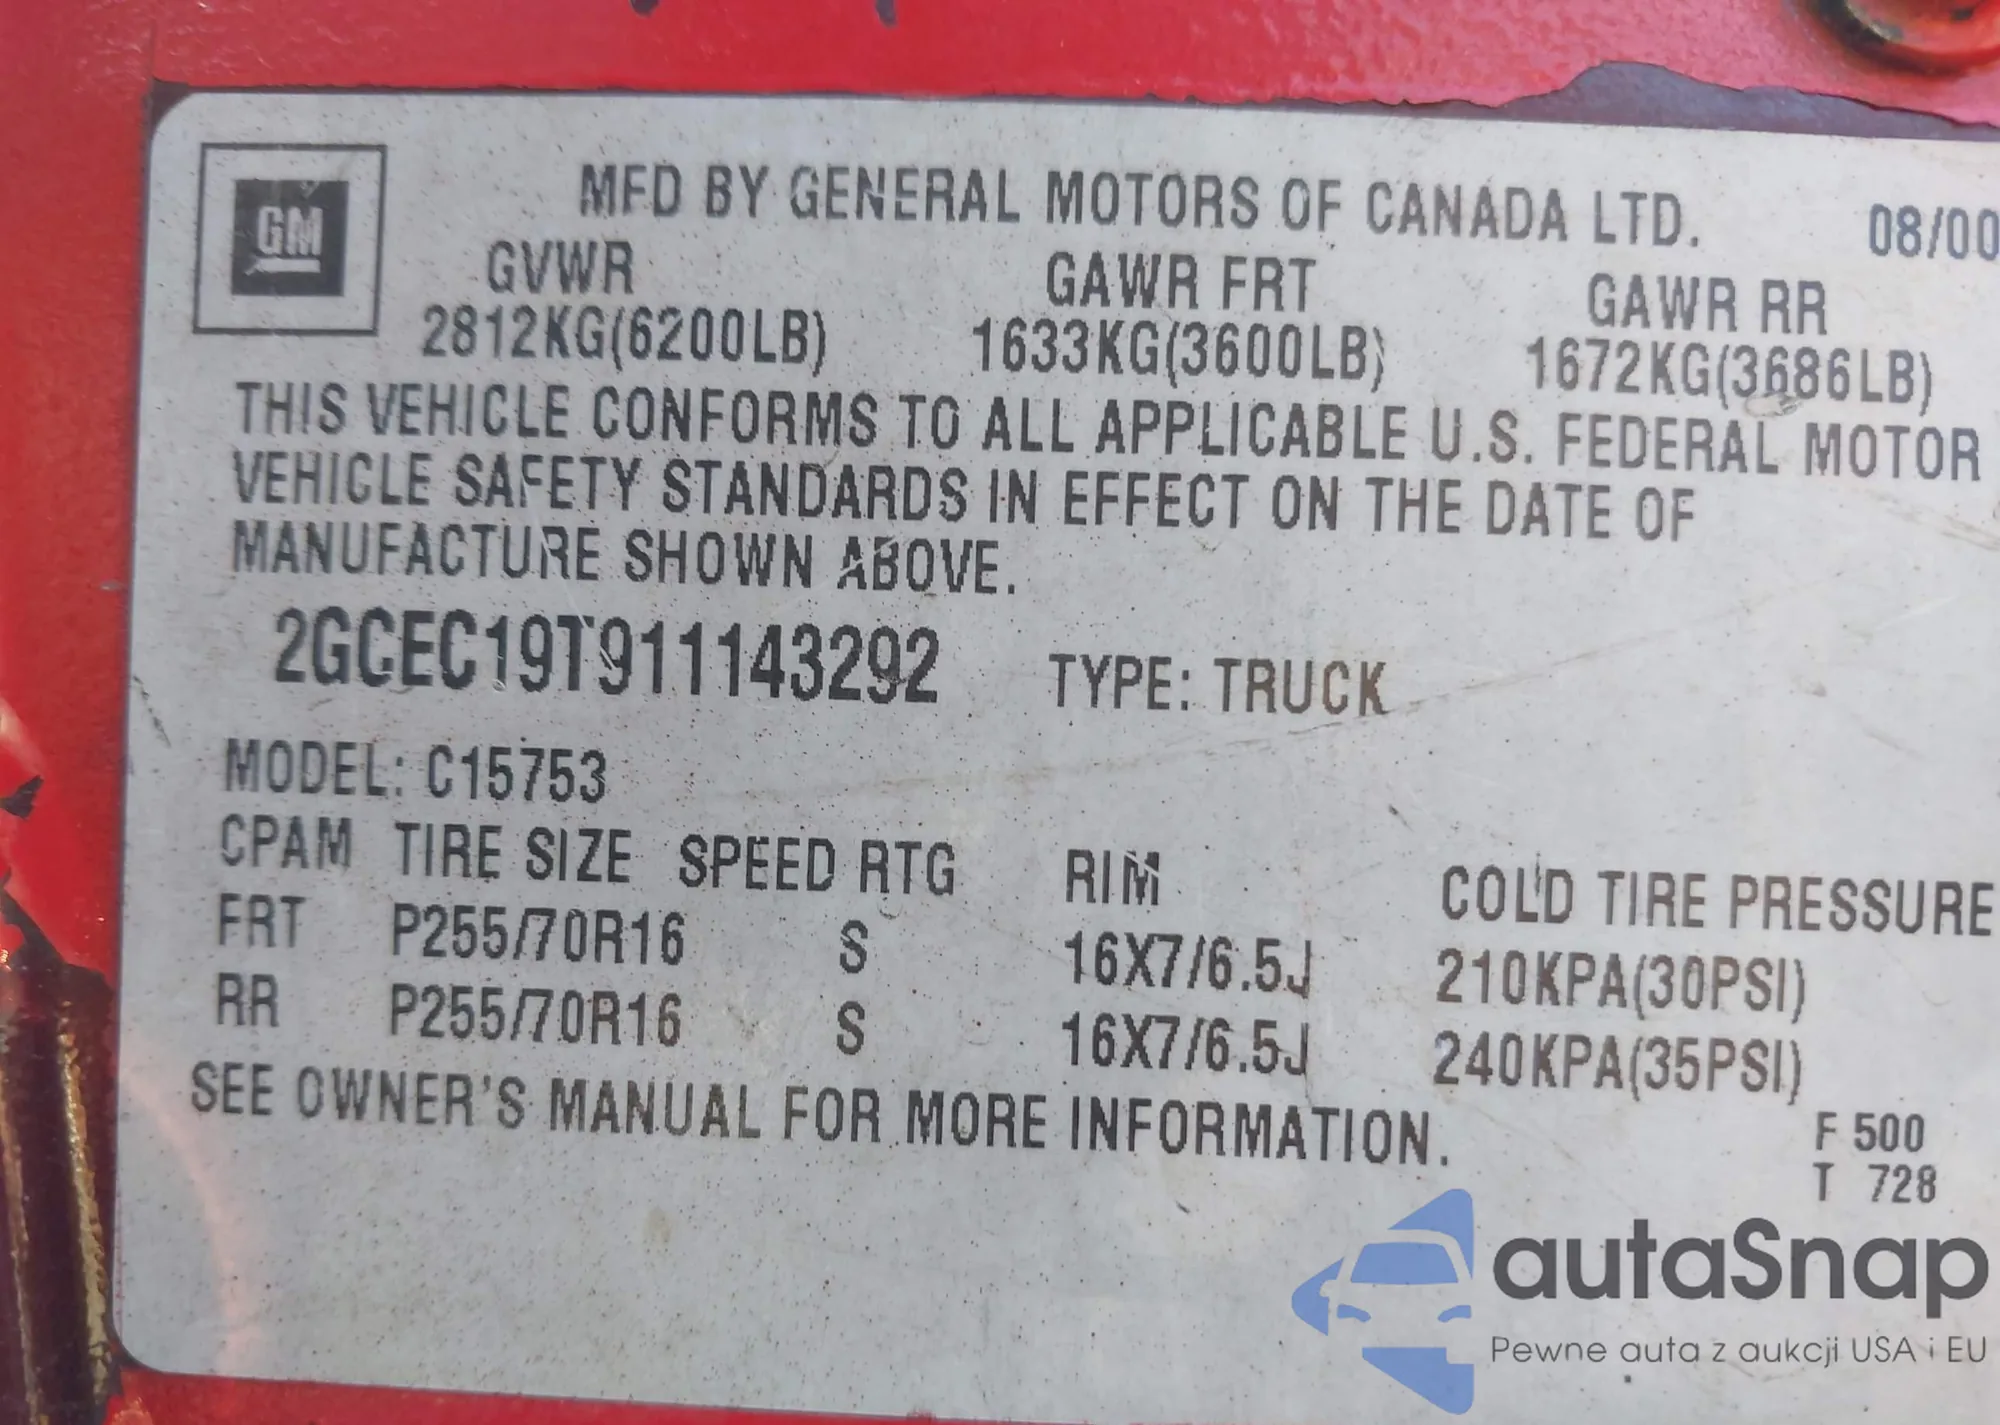 GM
MFD BY GENERAL MOTORS OF CANADA LTD. 08/00
GVWR GAWR FRT GAWR RR
2812KG(6200LB) 1633KG(3600LB) 1672KG(3686LB)
THIS VEHICLE CONFORMS TO ALL APPLICABLE U.S. FEDERAL MOTOR
VEHICLE SAFETY STANDARDS IN EFFECT ON THE DATE OF
MANUFACTURE SHOWN ABOVE.
2GCEC19T911143292 TYPE: TRUCK
MODEL: C15753
CPAM TIRE SIZE SPEED RTG RIM COLD TIRE PRESSURE
FRT P255/70R16 S 16X7/6.5J 210KPA(30PSI)
RR P255/70R16 S 16X7/6.5J 240KPA(35PSI)
SEE OWNER'S MANUAL FOR MORE INFORMATION.
F 500
T 728
autaSnap
Pewne auta z aukcji USA i EU